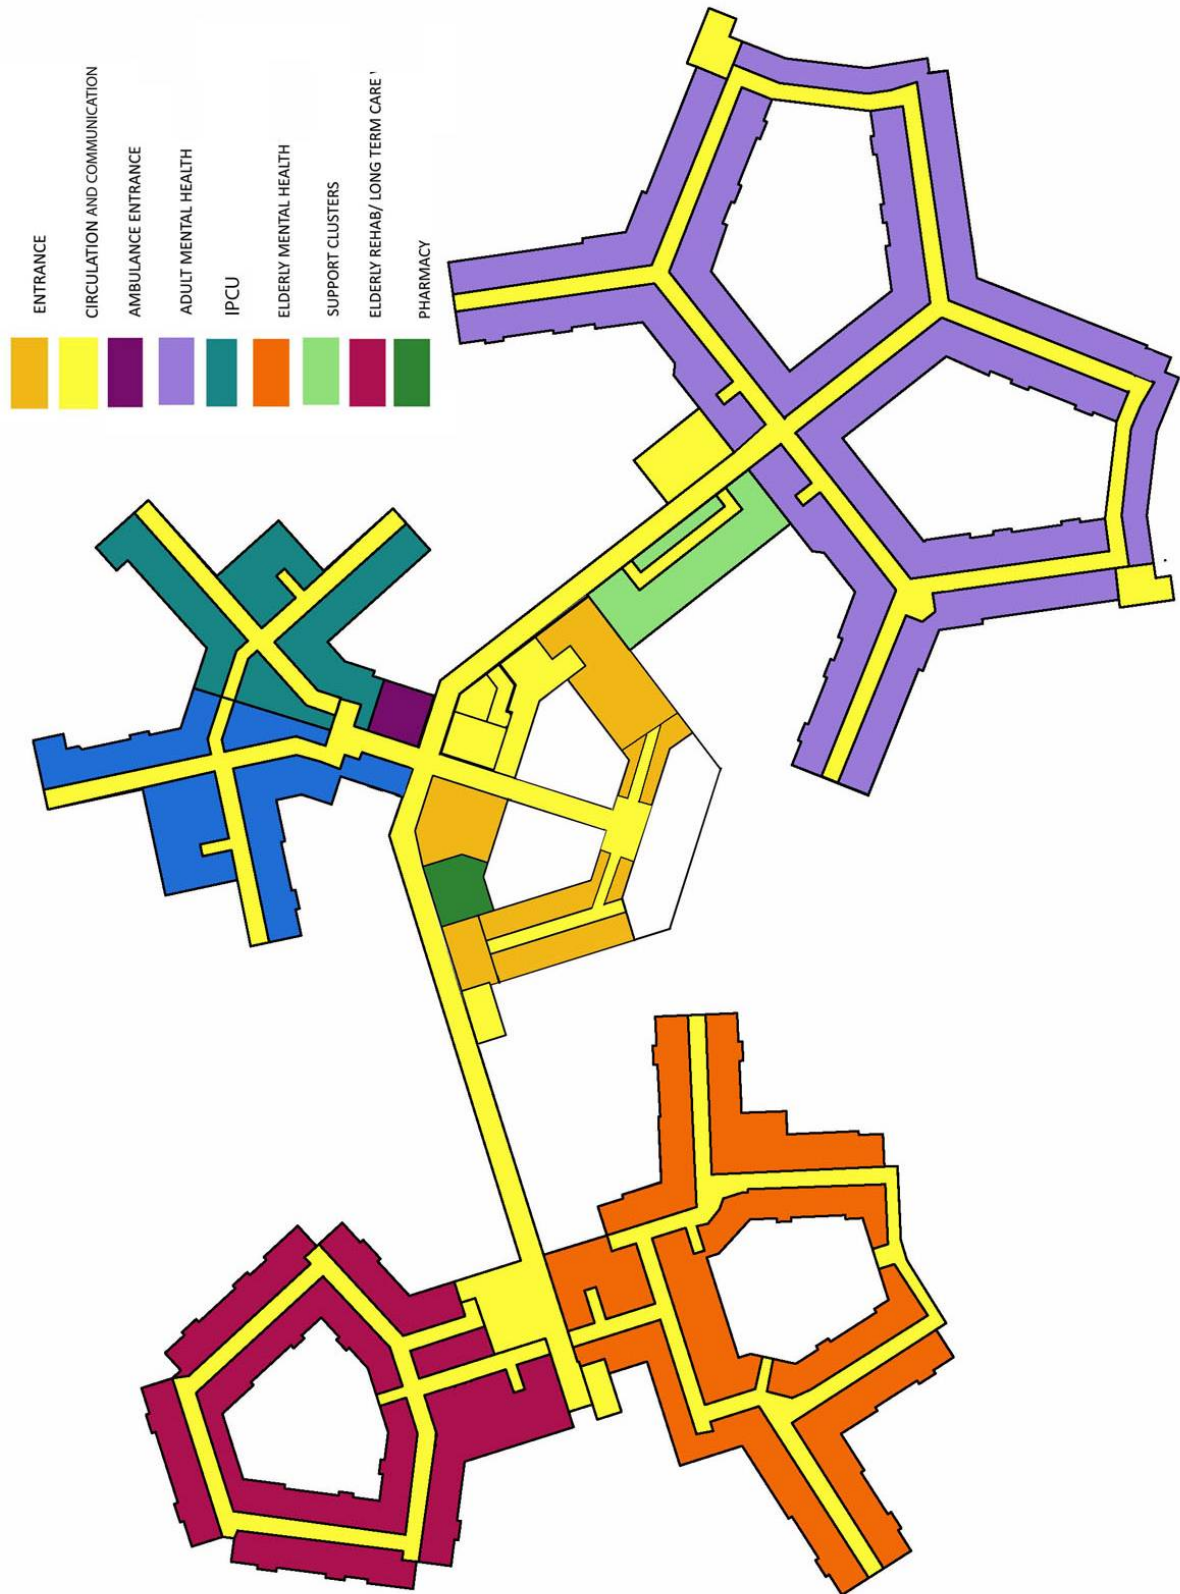 ENTRANCE
CIRCULATION AND COMMUNICATION
AMBULANCE ENTRANCE
ADULT MENTAL HEALTH
IPCU
ELDERLY MENTAL HEALTH
SUPPORT CLUSTERS
ELDERLY REHAB/ LONG TERM CARE
PHARMACY